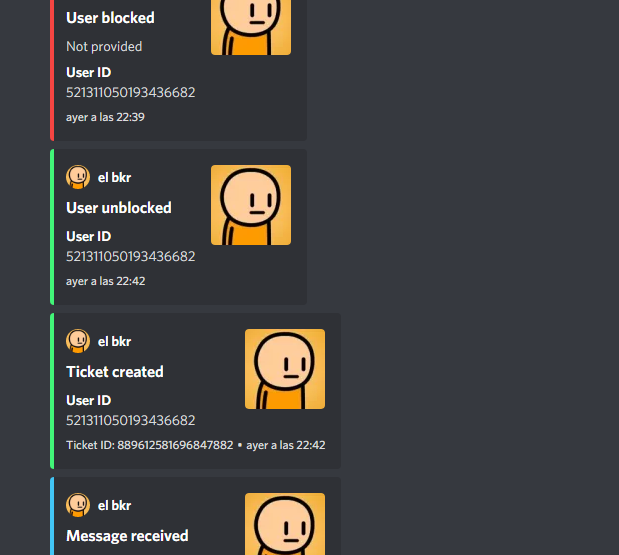 User blocked
Not provided
User ID
521311050193436682
ayer a las 22:39
el bkr
User unblocked
User ID
521311050193436682
ayer a las 22:42
el bkr
Ticket created
User ID
521311050193436682
Ticket ID: 889612581696847882 • ayer a las 22:42
el bkr
Message received